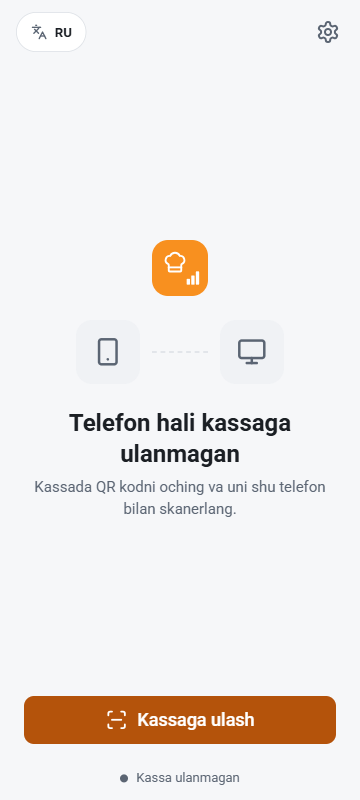 RU
Telefon hali kassaga
ulanmagan
Kassada QR kodni oching va uni shu telefon
bilan skanerlang.
Kassaga ulash
Kassa ulanmagan